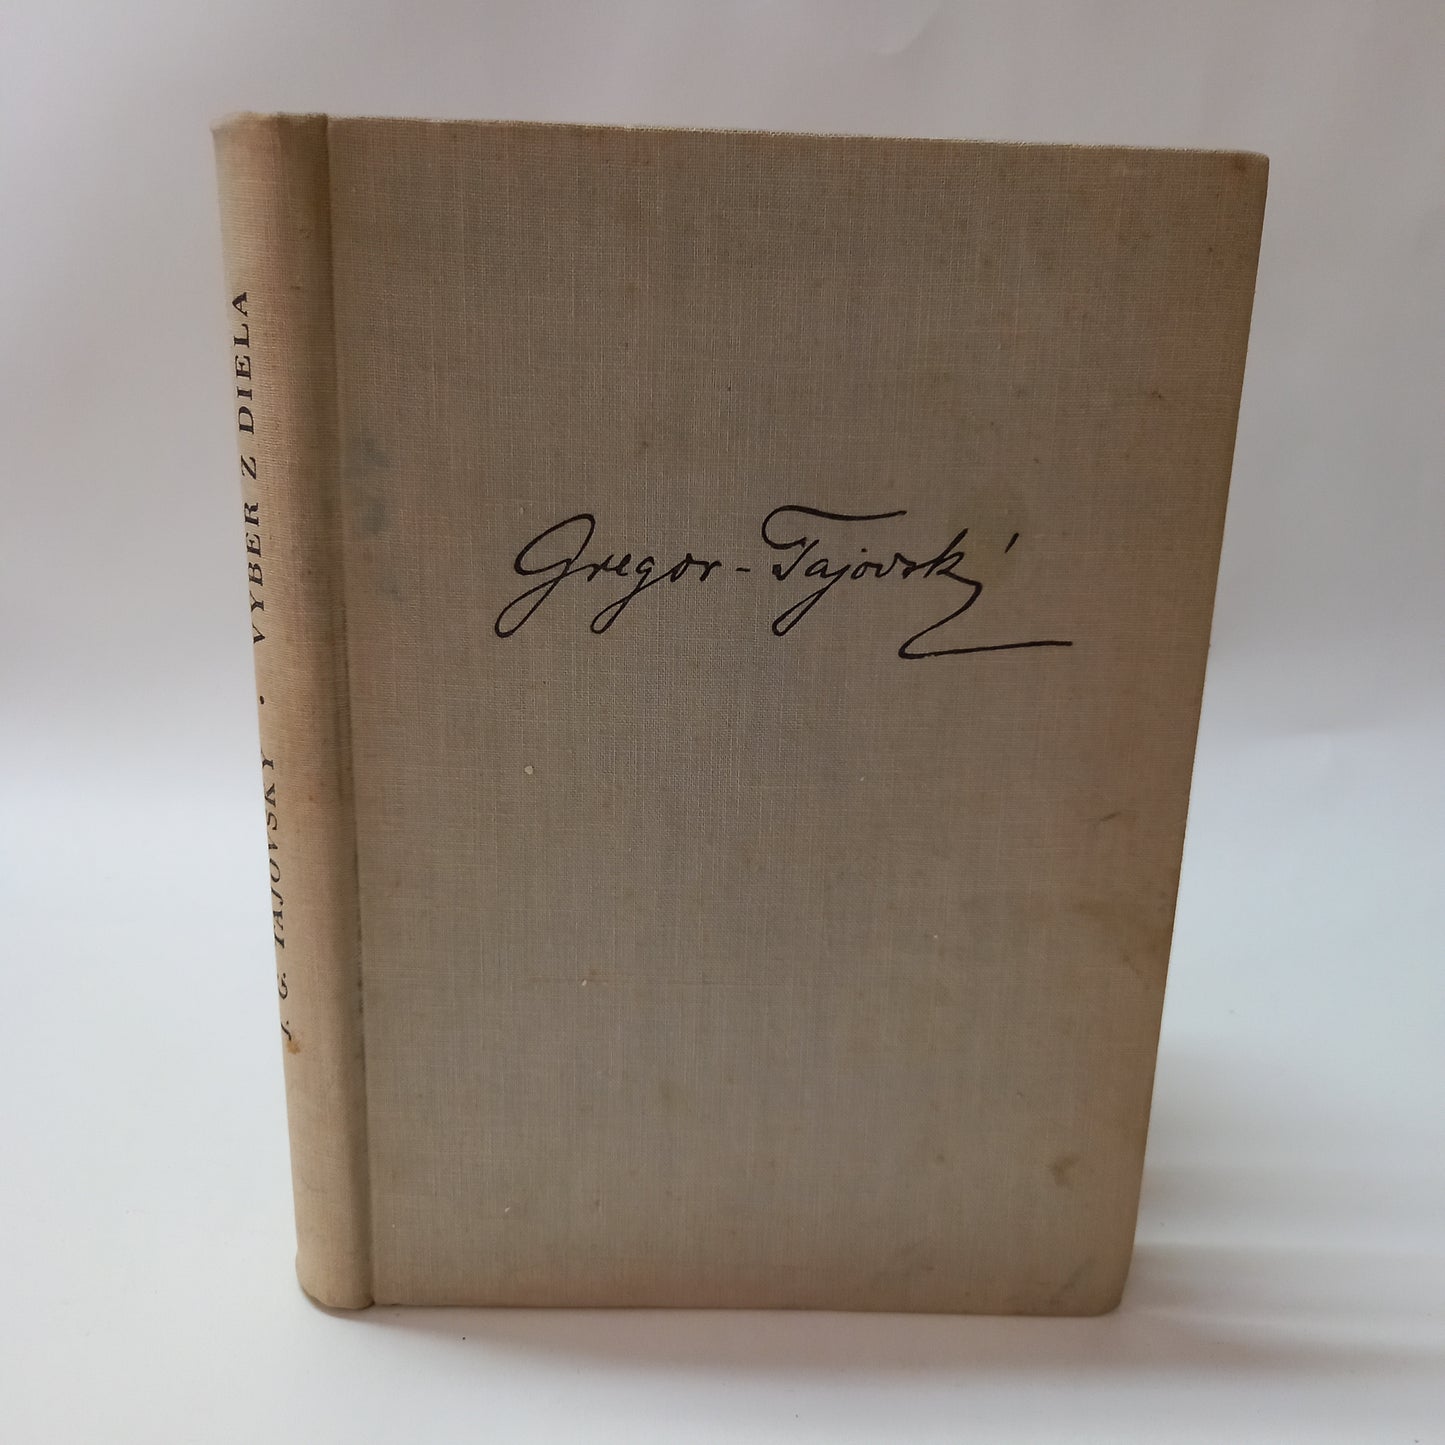 J. G. TAJOVSKÝ · VÝBER Z DIELA
Gregor-Tajovský